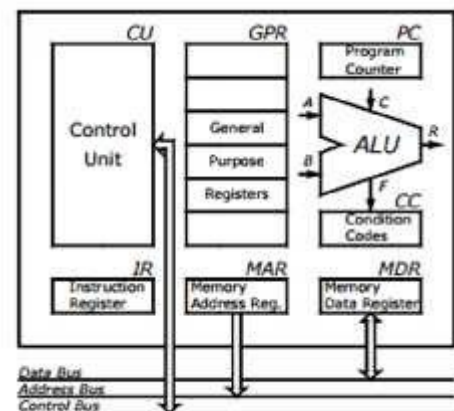 CU
GPR
PC
Program
Counter
Control
Unit
General
Purpose
Registers
A
B
C
ALU
R
F
CC
Condition
Codes
IR
Instruction
Register
MAR
Memory
Address Reg.
MDR
Memory
Data Register
Data Bus
Address Bus
Control Bus